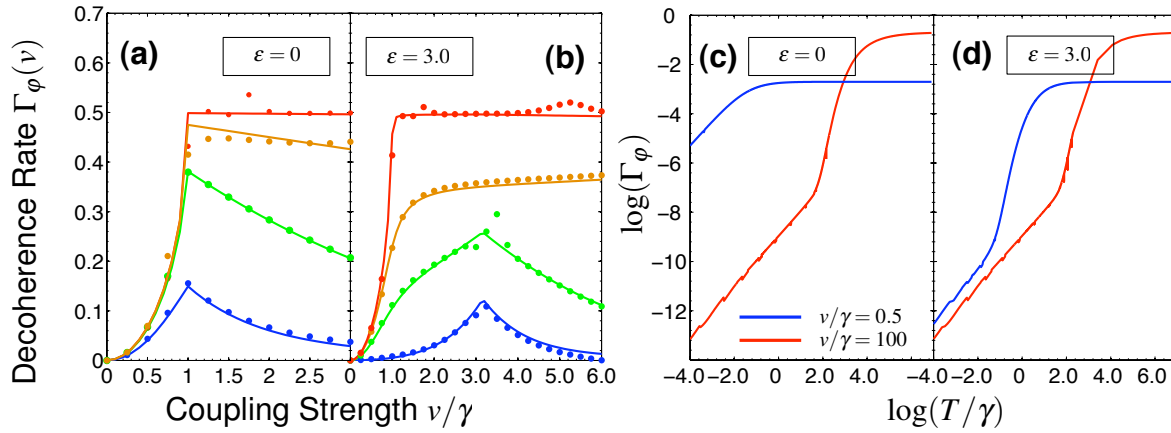 Decoherence Rate Γφ(v)
0.7
0.6
0.5
0.4
0.3
0.2
0.1
0
(a)
ε = 0
ε = 3.0
(b)
0
0.5
1.0
1.5
2.0
2.5
0
1.0
2.0
3.0
4.0
5.0
6.0
Coupling Strength v/γ
log(Γφ)
0
−2
−4
−6
−8
−10
−12
(c)
ε = 0
(d)
ε = 3.0
v/γ = 0.5
v/γ = 100
-4.0
-2.0
0
2.0
-4.0
-2.0
0
2.0
4.0
6.0
log(T/γ)